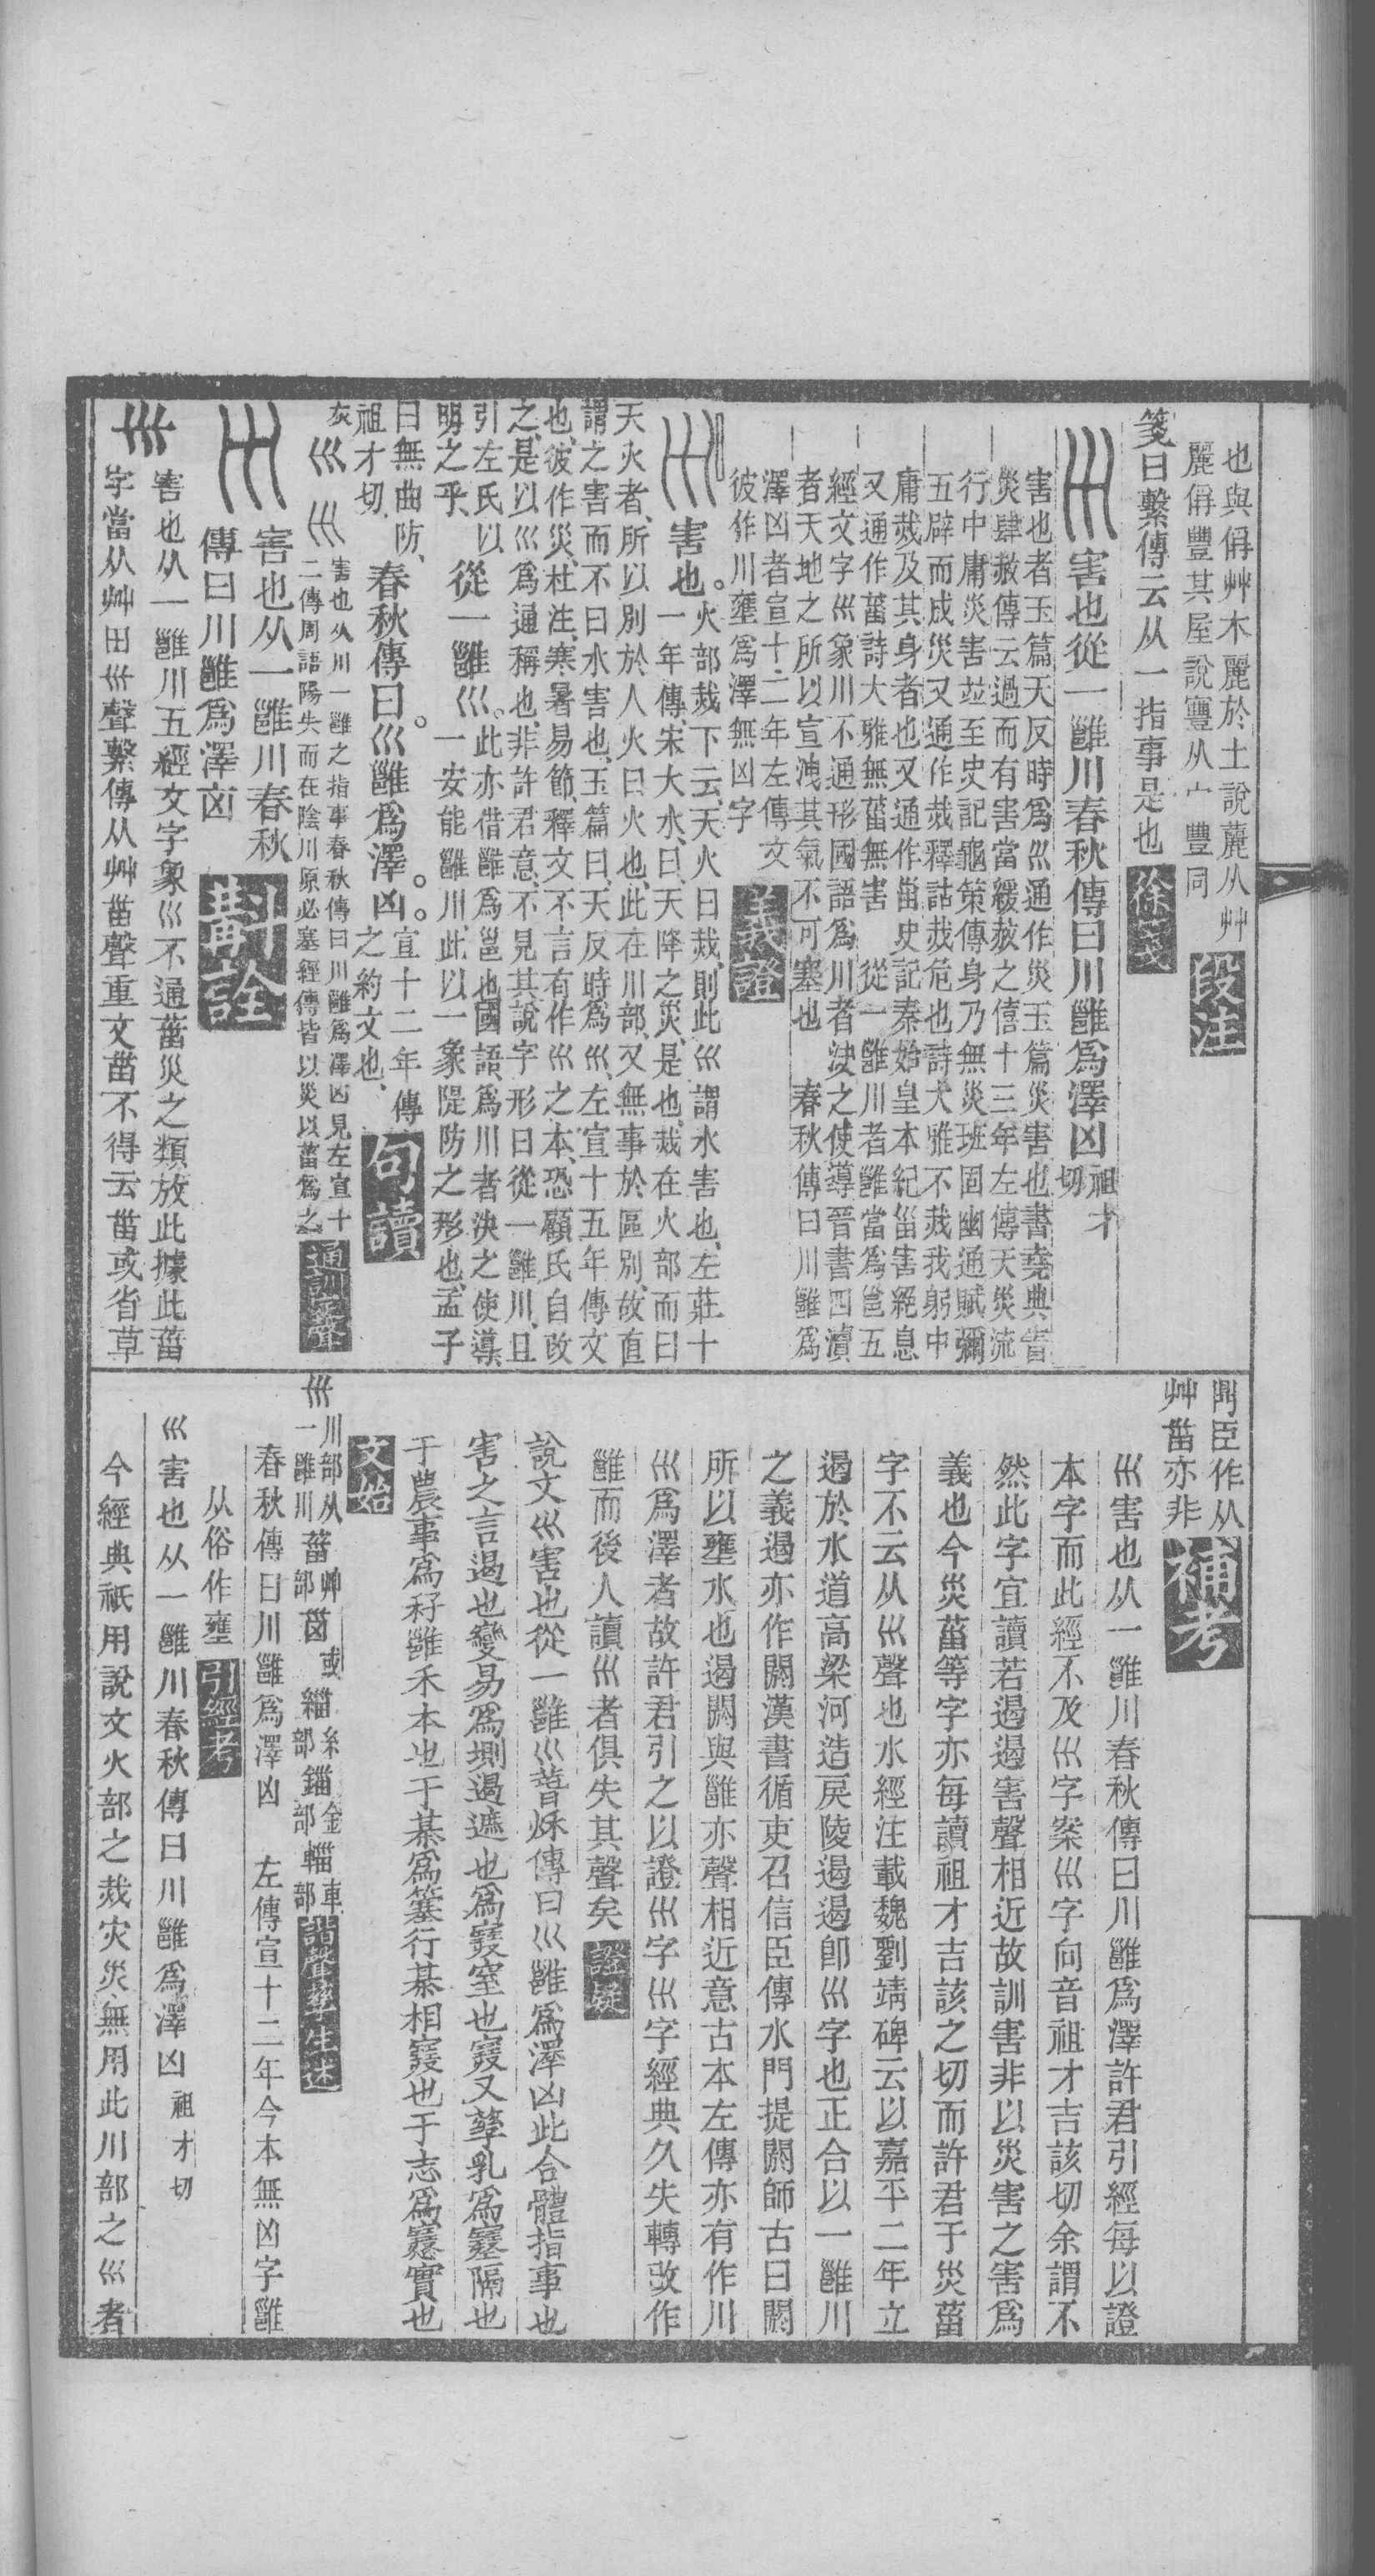 也與㒹艸木麗於土說麓从艸
麗㒹豐其屋說寷从宀豐同 段注
箋曰繫傳云从一指事是也 徐箋
害也從一雝川春秋傳曰川雝爲澤凶 祖才切
害也者玉篇天反時爲巛通作災玉篇災害也書堯典眚
災肆赦傳云過而有害當緩赦之僖十三年左傳天災流
行中庸災害竝至史記龜策傳身乃無災班固幽通賦彌
五辟而成災又通作烖釋詁烖危也詩大雅不烖我躬中
庸烖及其身者也又通作甾史記秦始皇本紀甾害絕息
又通作菑詩大雅無菑無害 從一雝川者雝當爲邕五
經文字巛象川不通形國語爲川者決之使導晉書四瀆
者天地之所以宣洩其氣不可塞也 春秋傳曰川雝爲
澤凶者宣十二年左傳文
彼作川壅爲澤無凶字 義證
害也。火部烖下云、天火曰烖、則此巛謂水害也、左莊十
一年傳、宋大水、曰、天降之災、是也、烖在火部而曰
天火者、所以別於人火曰火也、此在川部、又無事於區別、故直
謂之害而不曰水害也、玉篇曰、天反時爲巛、左宣十五年傳文
也、彼作災、杜注、寒暑易節、釋文不言有作巛之本、恐顧氏自改
之、是以巛爲通稱也、非許君意、不見其說字形曰從一雝川、且
引左氏以 從一雝巛。此亦借雝爲邕也國語、爲川者決之使導
明之乎、 一安能雝川、此以一象隄防之形也、孟子
曰無曲防、 春秋傳曰。巛雝爲澤凶。宣十二年傳
祖才切 之約文也、 句讀
灰 巛 害也从川一雝之指事春秋傳曰川雝爲澤凶見左宣十
二傳周語陽失而在陰川原必塞經傳皆以災以菑爲之 通訓定聲
害也从一雝川春秋
傳曰川雝爲澤凶 斠詮
害也从一雝川五經文字象巛不通菑災之類放此據此菑
字當从艸田巛聲繫傳从艸甾聲重文甾不得云甾或省草
鼎臣作从
艸甾亦非 補考
巛害也从一雝川春秋傳曰川雝爲澤許君引經每以證
本字而此經不及巛字案巛字向音祖才吉該切余謂不
然此字宜讀若遏遏害聲相近故訓害非以災害之害爲
義也今災菑等字亦每讀祖才吉該之切而許君于災菑
字不云从巛聲也水經注載魏劉靖碑云以嘉平二年立
遏於水道高梁河造戾陵遏遏卽巛字也正合以一雝川
之義遏亦作閼漢書循吏召信臣傳水門提閼師古曰閼
所以壅水也遏閼與雝亦聲相近意古本左傳亦有作川
巛爲澤者故許君引之以證巛字巛字經典久失轉改作
雝而後人讀巛者俱失其聲矣 證疑
說文巛害也從一雝巛萅秌傳曰巛雝爲澤凶此合體指事也
害之言遏也變易爲堨遏遮也爲窫窒也窫又孳乳爲塞隔也
于農事爲秄雝禾本也于綦爲簺行棊相塞也于志爲𡫳實也
文始
巛 川部从一雝川 菑艸部 甾或 緇糸部 錙金部 輜車部 諧聲孳生述
春秋傳曰川雝爲澤凶 左傳宣十二年今本無凶字雝
从俗作壅 引經考
巛害也从一雝川春秋傳曰川雝爲澤凶 祖才切
今經典祇用說文火部之烖灾災無用此川部之巛者